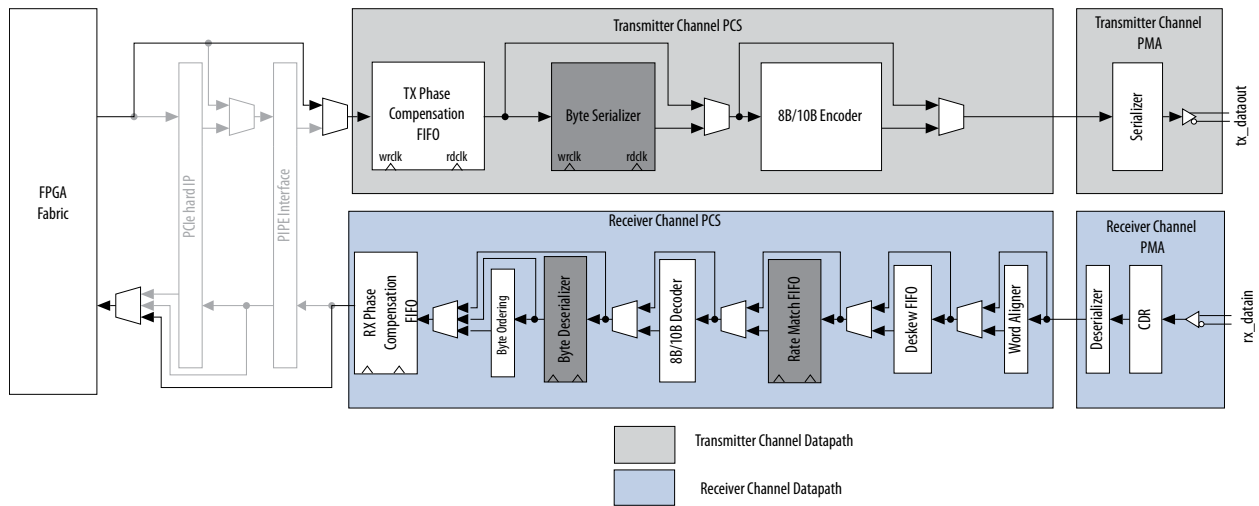 Transmitter Channel PCS
Transmitter Channel
PMA
TX Phase
Compensation
FIFO
wrclk
rdclk
Byte Serializer
wrclk
rdclk
8B/10B Encoder
Serializer
tx_dataout
FPGA
Fabric
PCIe hard IP
PIPE Interface
Receiver Channel PCS
Receiver Channel
PMA
RX Phase
Compensation
FIFO
Byte Ordering
Byte Deserializer
8B/10B Decoder
Rate Match FIFO
Deskew FIFO
Word Aligner
Deserializer
CDR
rx_datain
Transmitter Channel Datapath
Receiver Channel Datapath